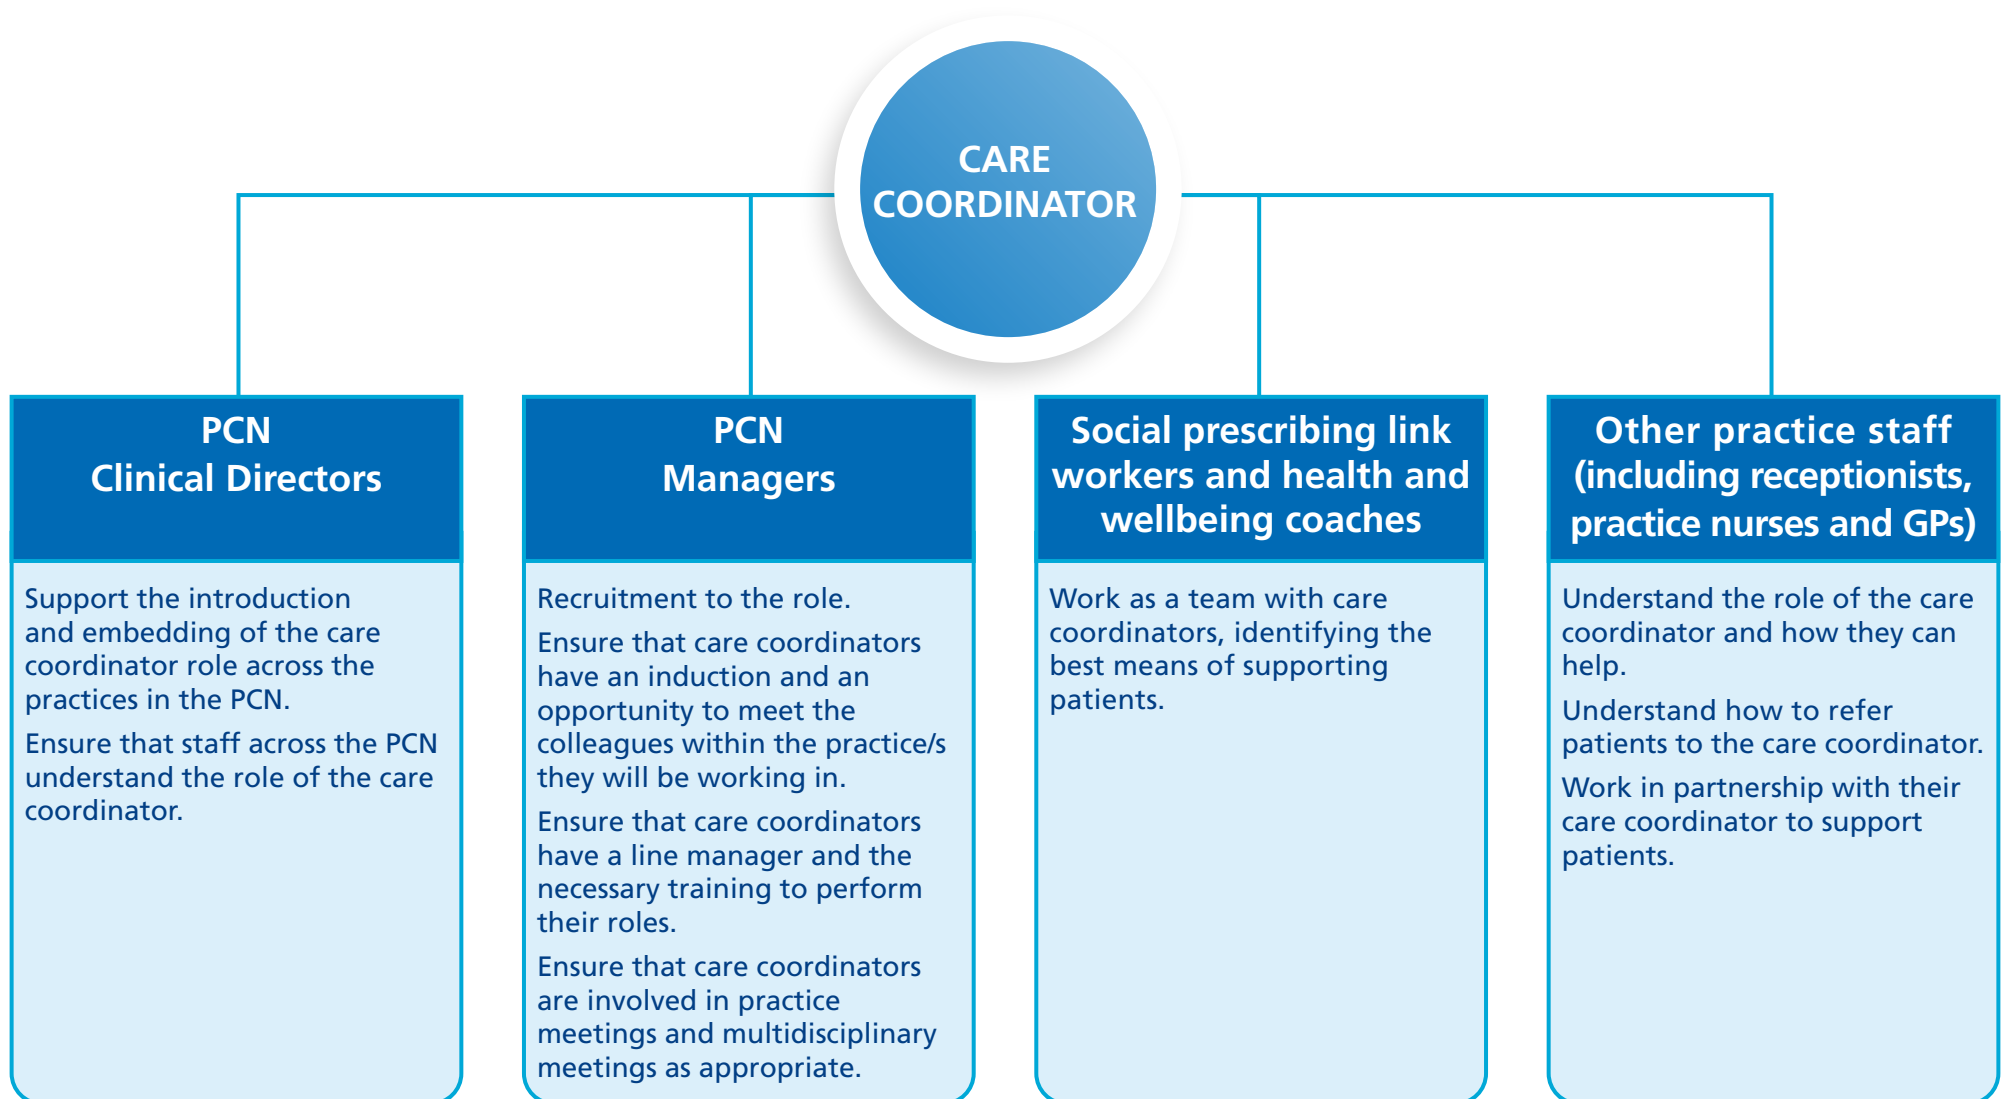 CARE
COORDINATOR
PCN
Clinical Directors
Support the introduction
and embedding of the care
coordinator role across the
practices in the PCN.
Ensure that staff across the PCN
understand the role of the care
coordinator.
PCN
Managers
Recruitment to the role.
Ensure that care coordinators
have an induction and an
opportunity to meet the
colleagues within the practice/s
they will be working in.
Ensure that care coordinators
have a line manager and the
necessary training to perform
their roles.
Ensure that care coordinators
are involved in practice
meetings and multidisciplinary
meetings as appropriate.
Social prescribing link
workers and health and
wellbeing coaches
Work as a team with care
coordinators, identifying the
best means of supporting
patients.
Other practice staff
(including receptionists,
practice nurses and GPs)
Understand the role of the care
coordinator and how they can
help.
Understand how to refer
patients to the care coordinator.
Work in partnership with their
care coordinator to support
patients.